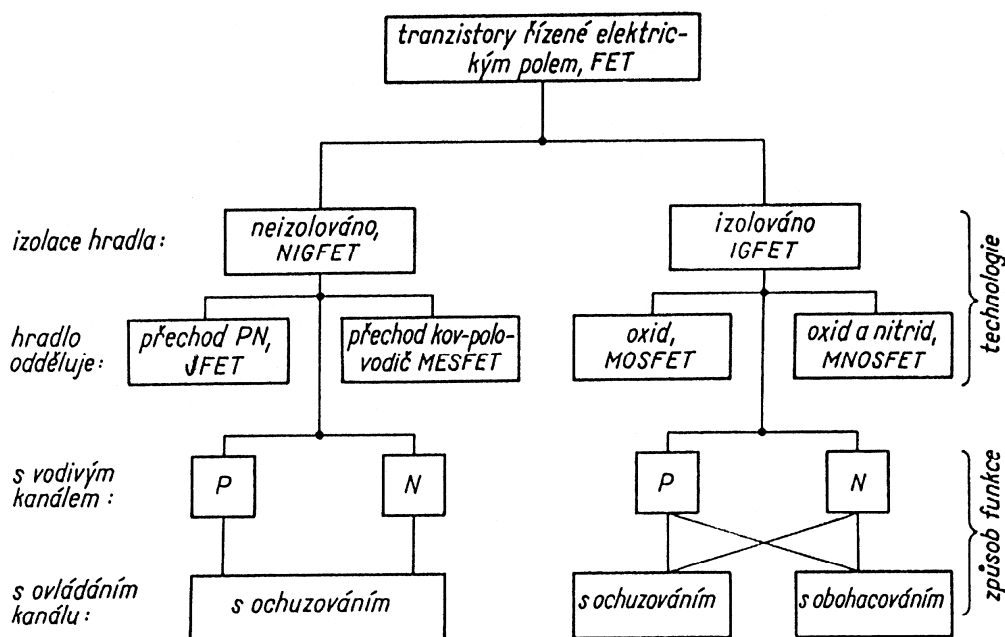 tranzistory řízené elektric-
kým polem, FET
izolace hradla:
neizolováno,
NIGFET
izolováno
IGFET
technologie
hradlo
odděluje:
přechod PN,
JFET
přechod kov-polo-
vodič MESFET
oxid,
MOSFET
oxid a nitrid,
MNOSFET
s vodivým
kanálem:
P
N
P
N
způsob funkce
s ovládáním
kanálu:
s ochuzováním
s ochuzováním
s obohacováním